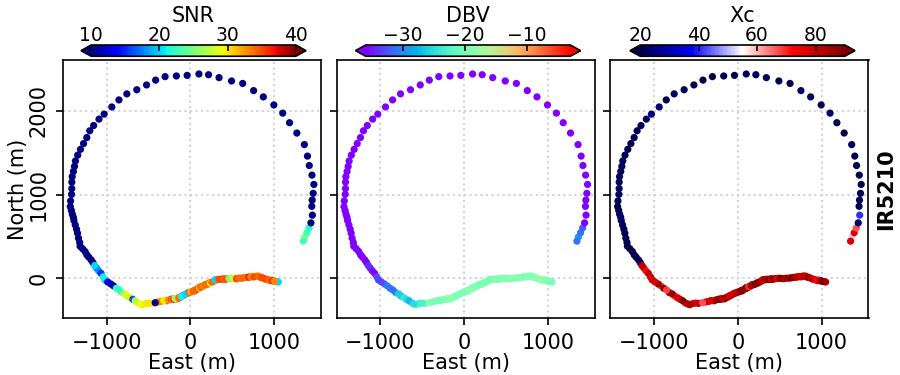 SNR DBV Xc
10 20 30 40 −30 −20 −10 20 40 60 80
2000
1000
0
North (m)
IR5210
−1000 0 1000 −1000 0 1000 −1000 0 1000
East (m) East (m) East (m)